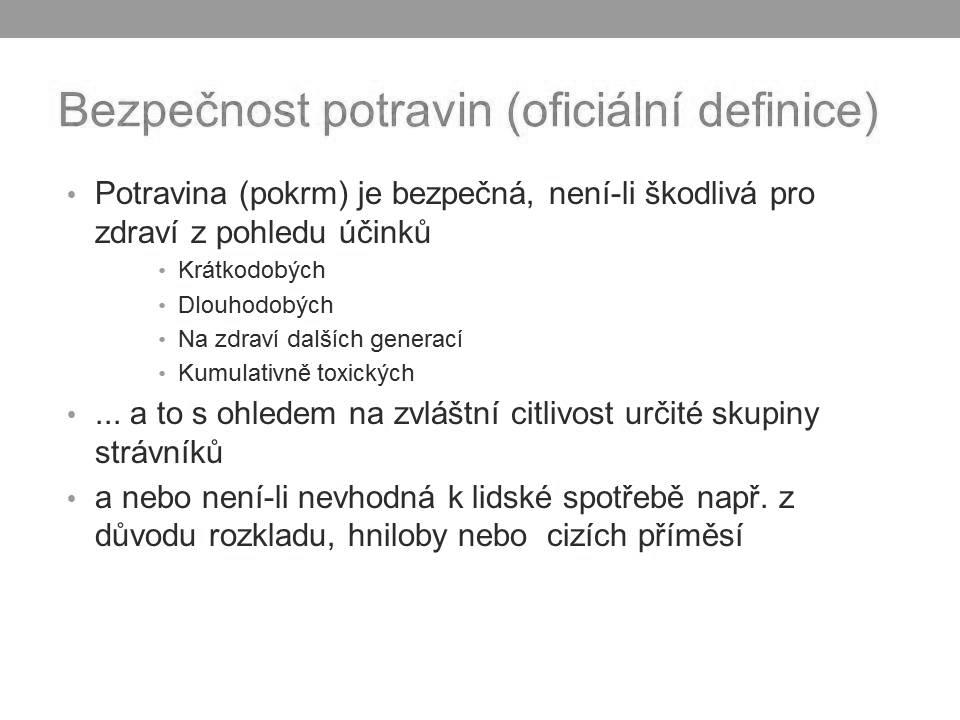 Bezpečnost potravin (oficiální definice)
• Potravina (pokrm) je bezpečná, není-li škodlivá pro
zdraví z pohledu účinků
• Krátkodobých
• Dlouhodobých
• Na zdraví dalších generací
• Kumulativně toxických
• ... a to s ohledem na zvláštní citlivost určité skupiny
strávníků
• a nebo není-li nevhodná k lidské spotřebě např. z
důvodu rozkladu, hniloby nebo  cizích příměsí